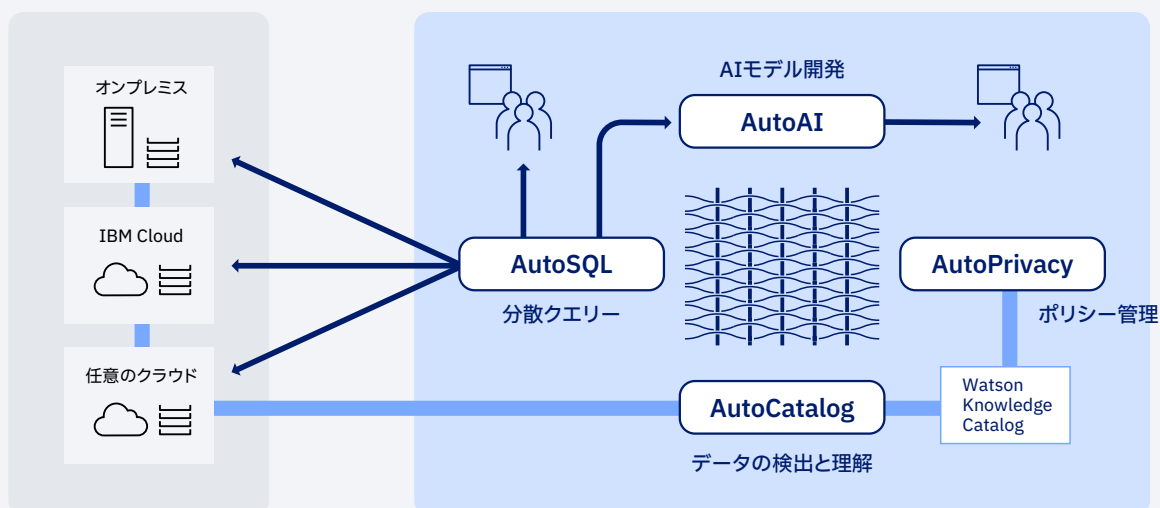 オンプレミス
IBM Cloud
任意のクラウド
AIモデル開発
AutoAI
AutoSQL
分散クエリー
AutoPrivacy
ポリシー管理
AutoCatalog
データの検出と理解
Watson
Knowledge
Catalog